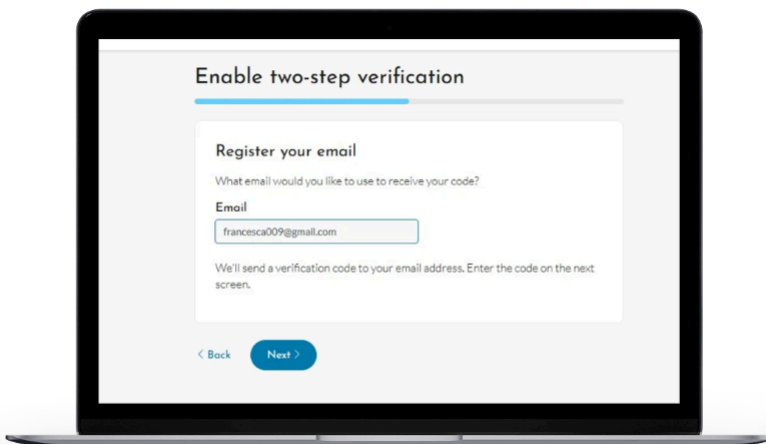 Enable two-step verification
Register your email
What email would you like to use to receive your code?
Email
francesca009@gmail.com
We'll send a verification code to your email address. Enter the code on the next
screen.
< Back
Next >